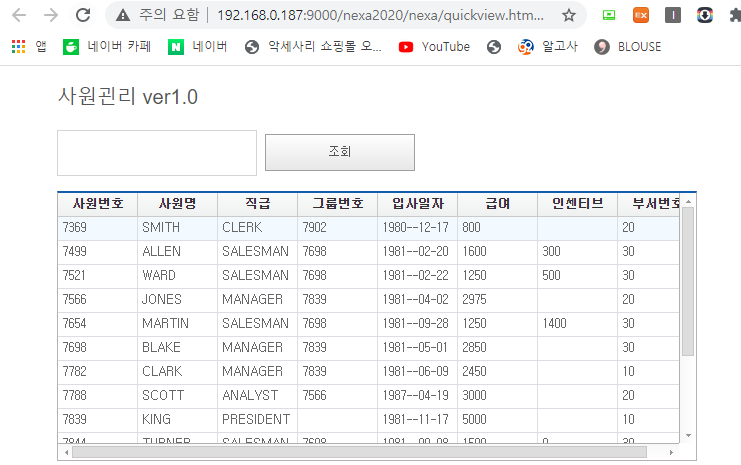 주의 요함 192.168.0.187:9000/nexa2020/nexa/quickview.htm...
앱 네이버 카페 네이버 악세사리 쇼핑몰 오... YouTube 알고사 BLOUSE
사원괸리 ver1.0
조회
사원번호 사원명 직급 그룹번호 입사일자 급여 인센티브 부서번호
7369 SMITH CLERK 7902 1980--12-17 800 20
7499 ALLEN SALESMAN 7698 1981--02-20 1600 300 30
7521 WARD SALESMAN 7698 1981--02-22 1250 500 30
7566 JONES MANAGER 7839 1981--04-02 2975 20
7654 MARTIN SALESMAN 7698 1981--09-28 1250 1400 30
7698 BLAKE MANAGER 7839 1981--05-01 2850 30
7782 CLARK MANAGER 7839 1981--06-09 2450 10
7788 SCOTT ANALYST 7566 1987--04-19 3000 20
7839 KING PRESIDENT 1981--11-17 5000 10
7844 TURNER SALESMAN 7698 1981--09-08 1500 0 30